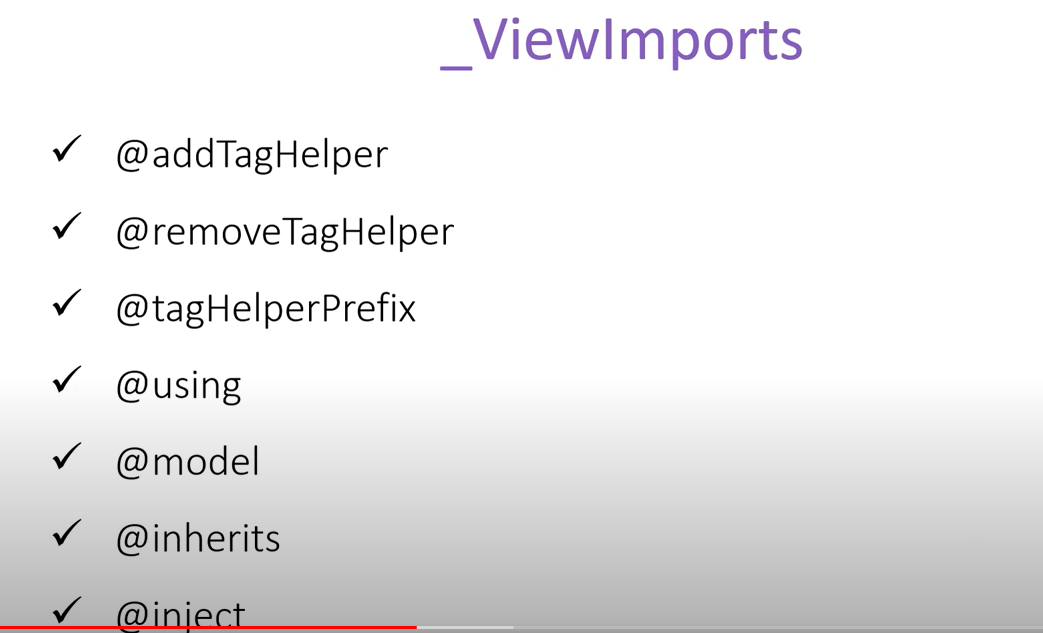 _ViewImports
@addTagHelper
@removeTagHelper
@tagHelperPrefix
@using
@model
@inherits
@inject